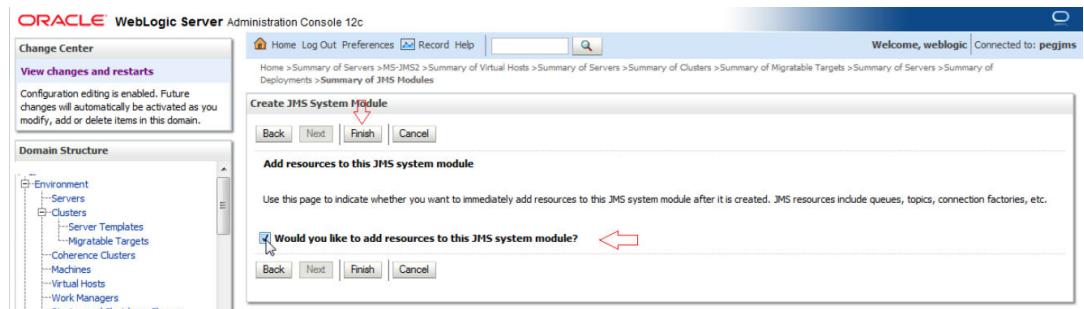 ORACLE WebLogic Server Administration Console 12c
Change Center
View changes and restarts
Configuration editing is enabled. Future
changes will automatically be activated as you
modify, add or delete items in this domain.
Domain Structure
Environment
Servers
Clusters
Server Templates
Migratable Targets
Coherence Clusters
Machines
Virtual Hosts
Work Managers
Home Log Out Preferences Record Help
Welcome, weblogic Connected to: pegjms
Home >Summary of Servers >MS-JMS2 >Summary of Virtual Hosts >Summary of Servers >Summary of Clusters >Summary of Migratable Targets >Summary of Servers >Summary of
Deployments >Summary of JMS Modules
Create JMS System Module
Back Next Finish Cancel
Add resources to this JMS system module
Use this page to indicate whether you want to immediately add resources to this JMS system module after it is created. JMS resources include queues, topics, connection factories, etc.
Would you like to add resources to this JMS system module?
Back Next Finish Cancel